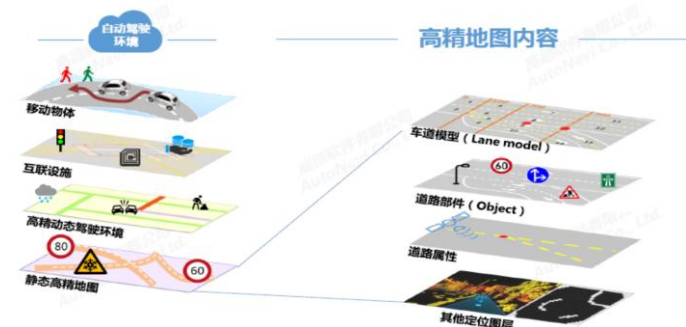 自动驾驶
环境
高精地图内容
移动物体
互联设施
高精动态驾驶环境
80
60
静态高精地图
车道模型（Lane model）
60
道路部件（Object）
道路属性
其他定位图层